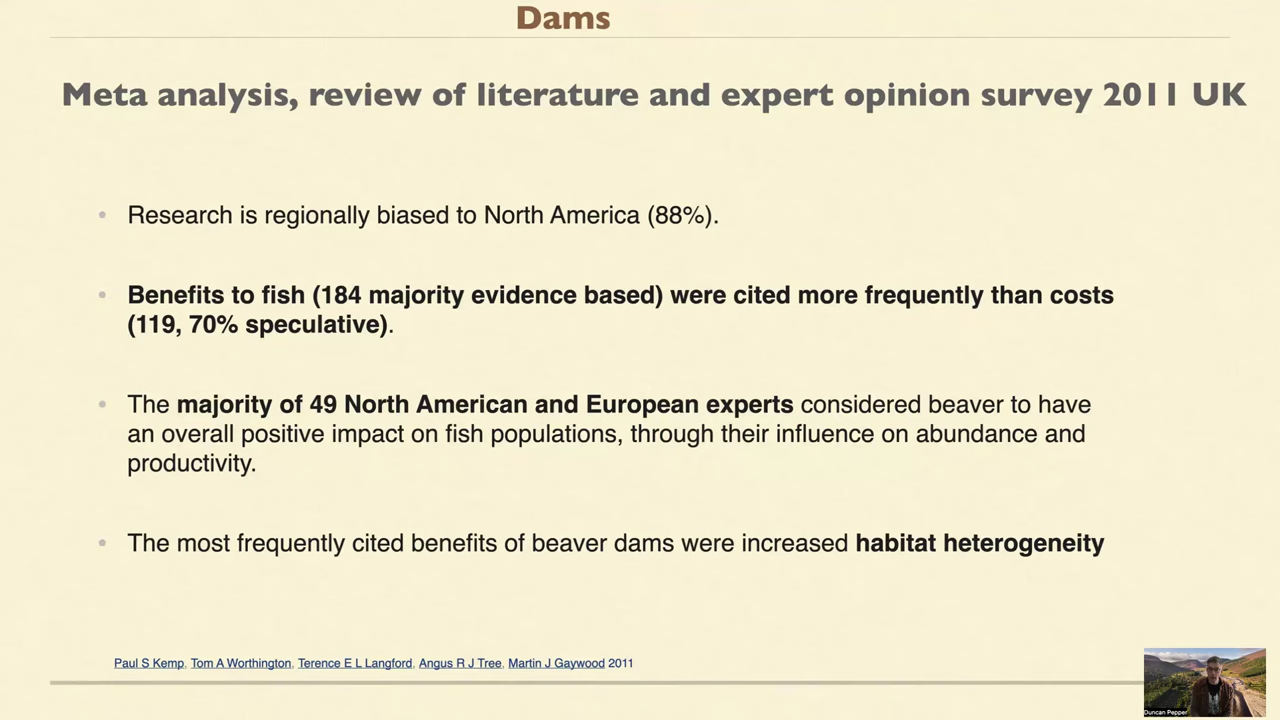 Dams
Meta analysis, review of literature and expert opinion survey 2011 UK
• Research is regionally biased to North America (88%).
• Benefits to fish (184 majority evidence based) were cited more frequently than costs
(119, 70% speculative).
• The majority of 49 North American and European experts considered beaver to have
an overall positive impact on fish populations, through their influence on abundance and
productivity.
• The most frequently cited benefits of beaver dams were increased habitat heterogeneity
Paul S Kemp, Tom A Worthington, Terence E L Langford, Angus R J Tree, Martin J Gaywood 2011
Duncan Pepper